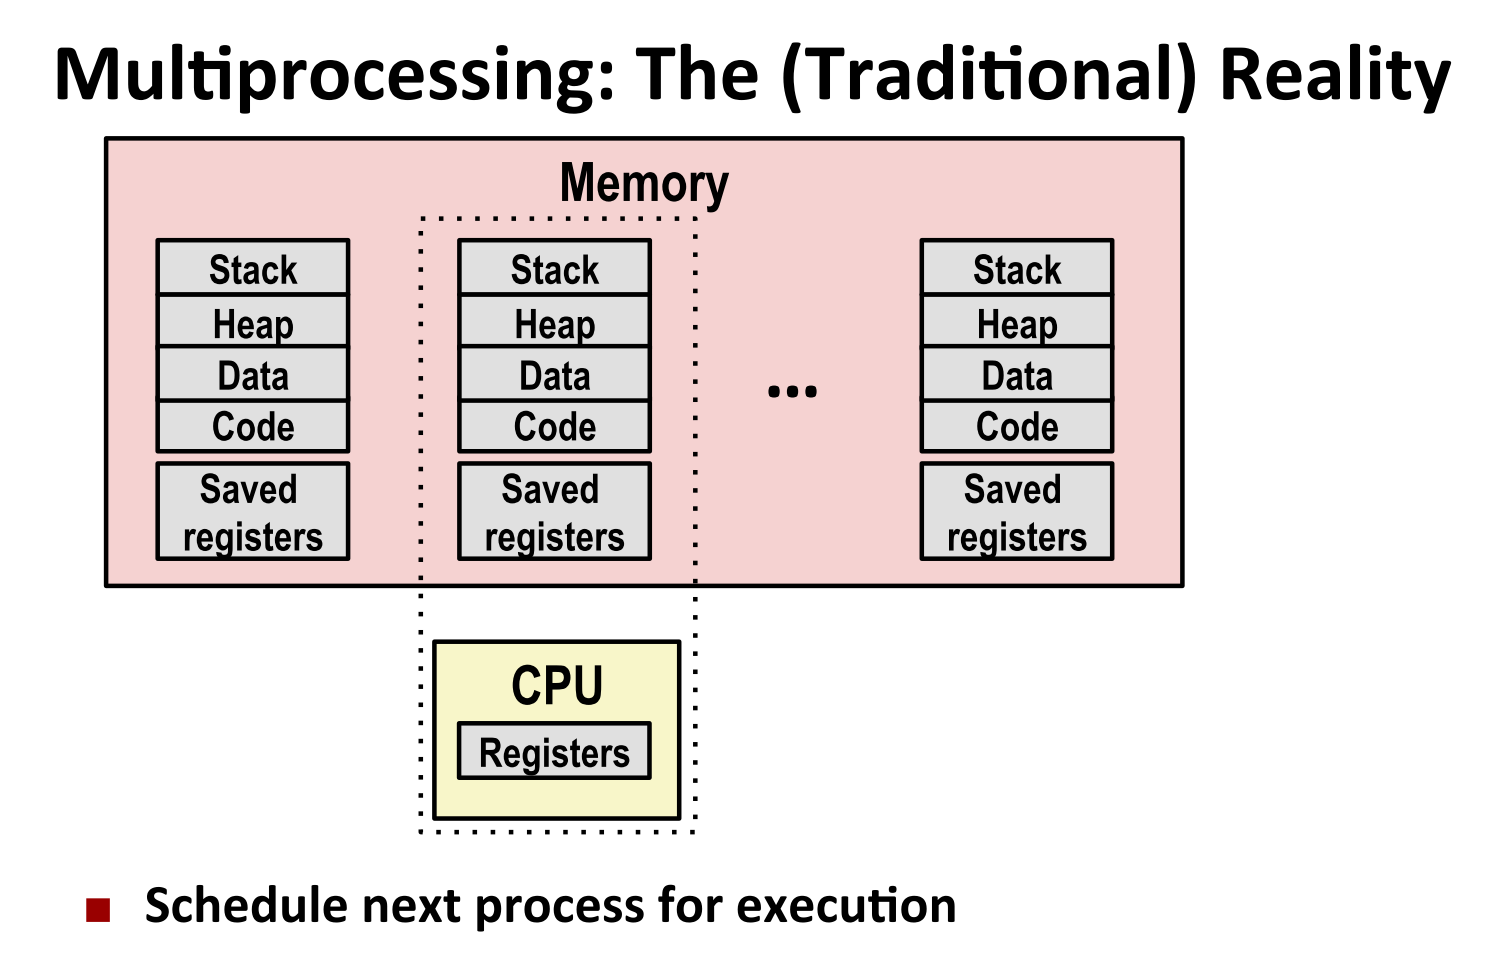 Multiprocessing: The (Traditional) Reality
Memory
Stack
Heap
Data
Code
Saved
registers
Stack
Heap
Data
Code
Saved
registers
...
Stack
Heap
Data
Code
Saved
registers
CPU
Registers
Schedule next process for execution